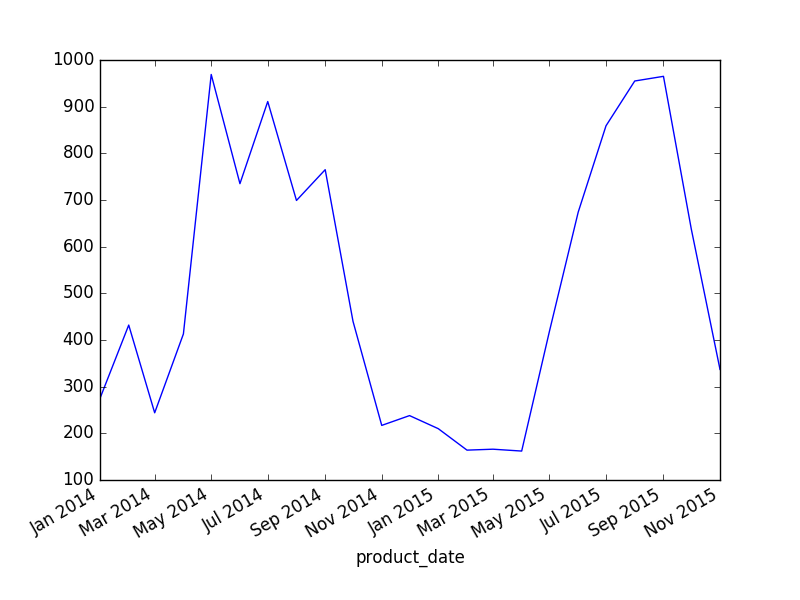 1000
900
800
700
600
500
400
300
200
100
Jan 2014
Mar 2014
May 2014
Jul 2014
Sep 2014
Nov 2014
Jan 2015
Mar 2015
May 2015
Jul 2015
Sep 2015
Nov 2015
product_date